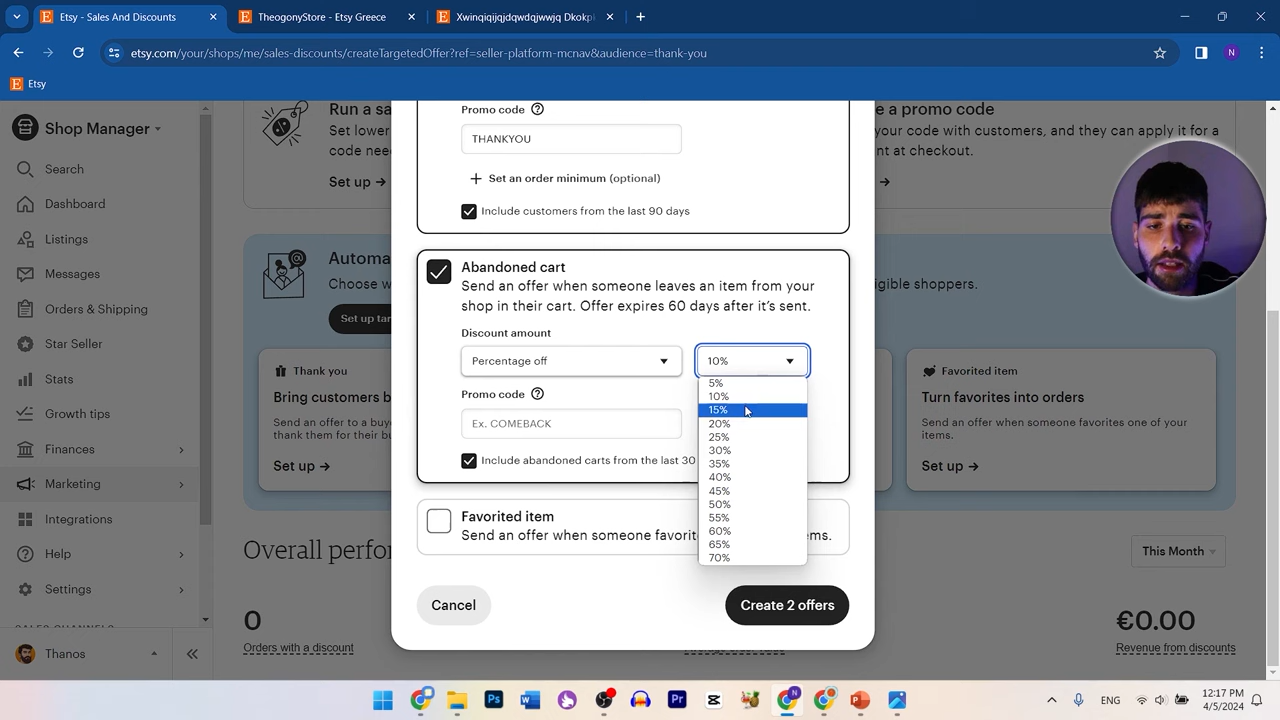 Etsy - Sales And Discounts
TheogonyStore - Etsy Greece
Xwinqiqijqjdqwdqjwwjq Dkokpl
etsy.com/your/shops/me/sales-discounts/createTargetedOffer?ref=seller-platform-mcnav&audience=thank-you
N
Etsy
Shop Manager
Search
Dashboard
Listings
Messages
Orders & Shipping
Star Seller
Stats
Growth tips
Finances
Marketing
Integrations
Help
Settings
Thanos
Run a sa
Set lower
code nee
Set up
e a promo code
your code with customers, and they can apply it for
nt at checkout.
Automa
Choose w
igible shoppers.
Set up tar
Thank you
Bring customers b
Send an offer to a buye
thank them for their bu
Set up
Favorited item
Turn favorites into orders
Send an offer when someone favorites one of your
items.
Set up
Overall perfor
This Month
0
Orders with a discount
€0.00
Revenue from discounts
Promo code
THANKYOU
Set an order minimum (optional)
Include customers from the last 90 days
Abandoned cart
Send an offer when someone leaves an item from your
shop in their cart. Offer expires 60 days after it's sent.
Discount amount
Percentage off
10%
5%
10%
15%
20%
25%
30%
35%
40%
45%
50%
55%
60%
65%
70%
Promo code
Ex. COMEBACK
Include abandoned carts from the last 30
Favorited item
Send an offer when someone favorit
ms.
Cancel
Create 2 offers
ENG
12:17 PM
4/5/2024